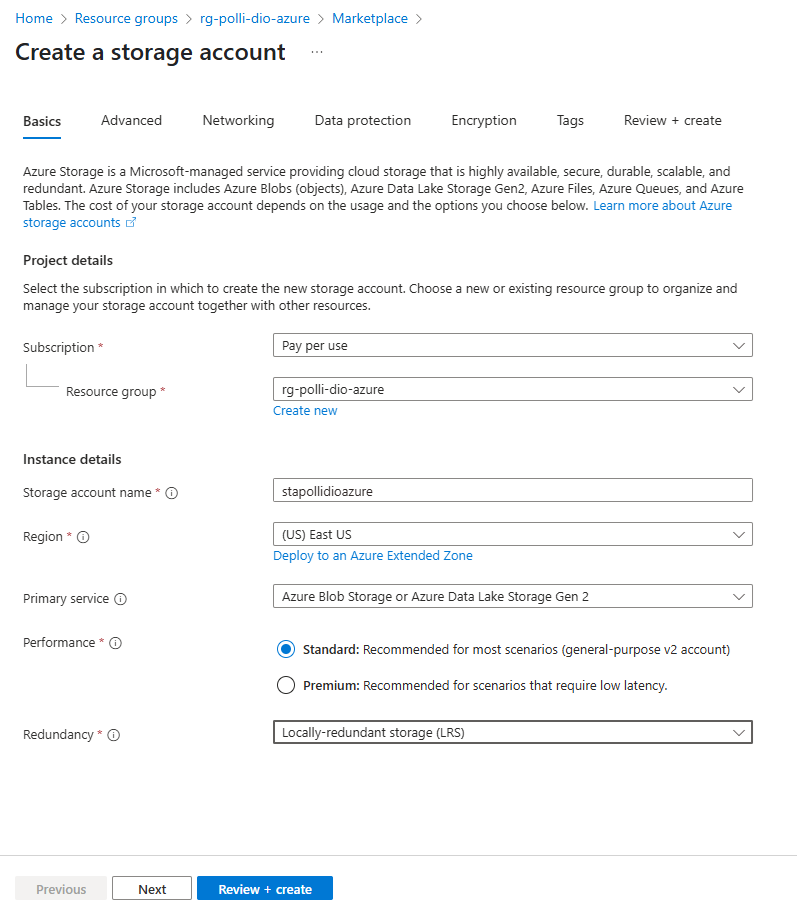 Home > Resource groups > rg-polli-dio-azure > Marketplace >
Create a storage account ...
Basics Advanced Networking Data protection Encryption Tags Review + create
Azure Storage is a Microsoft-managed service providing cloud storage that is highly available, secure, durable, scalable, and
redundant. Azure Storage includes Azure Blobs (objects), Azure Data Lake Storage Gen2, Azure Files, Azure Queues, and Azure
Tables. The cost of your storage account depends on the usage and the options you choose below. Learn more about Azure
storage accounts
Project details
Select the subscription in which to create the new storage account. Choose a new or existing resource group to organize and
manage your storage account together with other resources.
Subscription * Pay per use
Resource group * rg-polli-dio-azure
Create new
Instance details
Storage account name * stapollidioazure
Region * (US) East US
Deploy to an Azure Extended Zone
Primary service Azure Blob Storage or Azure Data Lake Storage Gen 2
Performance * Standard: Recommended for most scenarios (general-purpose v2 account)
Premium: Recommended for scenarios that require low latency.
Redundancy * Locally-redundant storage (LRS)
Previous Next Review + create